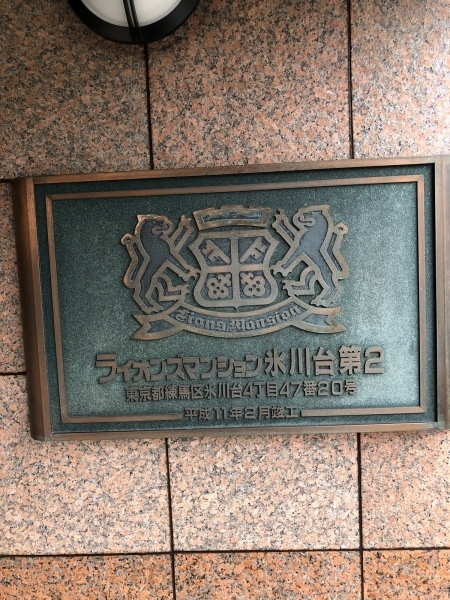 Lions Mansion
ライオンズマンション氷川台第2
東京都練馬区氷川台4丁目47番20号
平成11年2月竣工